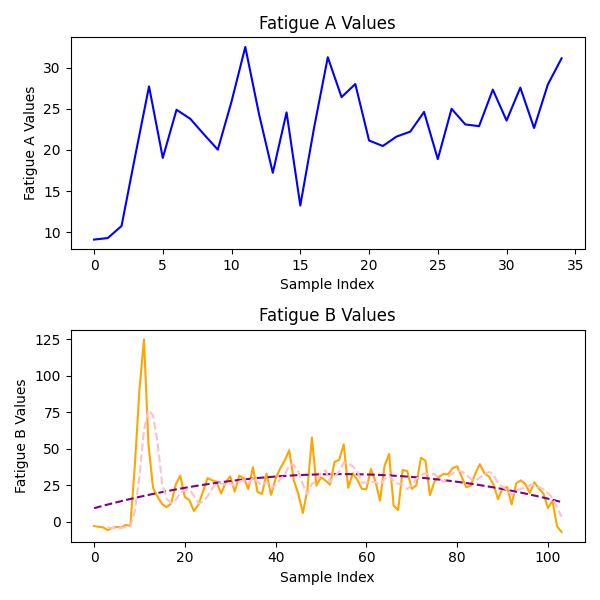 Fatigue A Values
30
25
20
15
10
Fatigue A Values
0 5 10 15 20 25 30 35
Sample Index
Fatigue B Values
125
100
75
50
25
0
Fatigue B Values
0 20 40 60 80 100
Sample Index